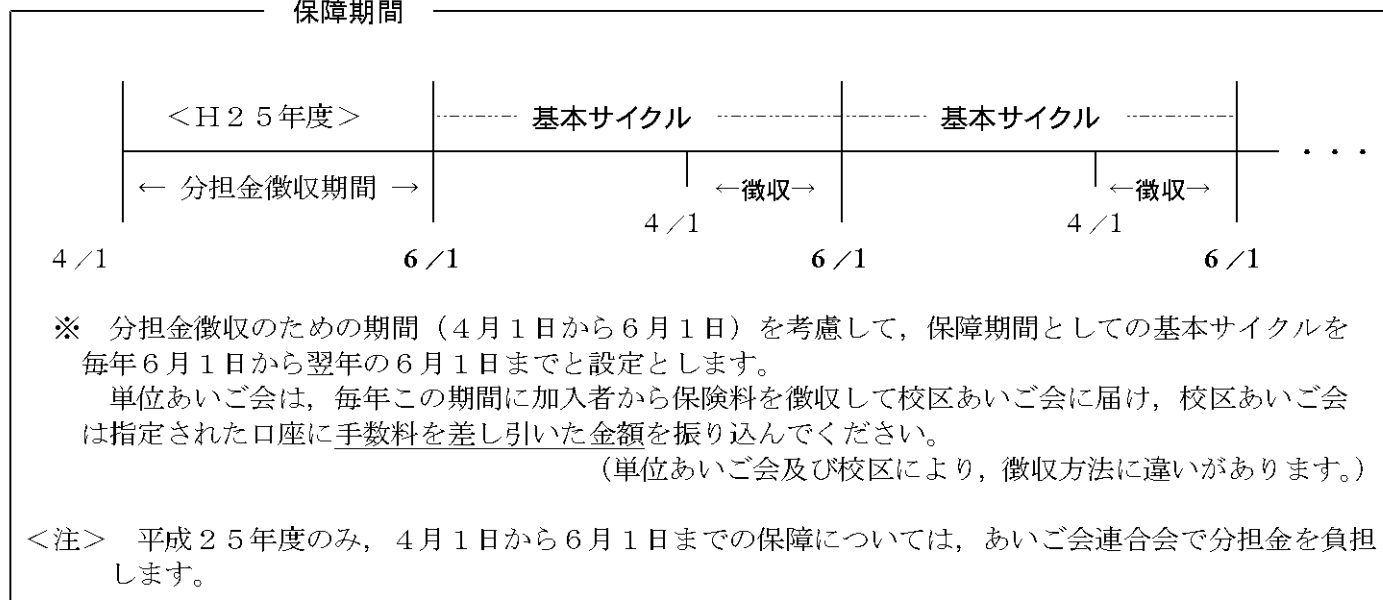 保障期間
＜Ｈ２５年度＞ 基本サイクル 基本サイクル
・・・
← 分担金徴収期間 → ←徴収→ ←徴収→
４／１ ４／１
４／１ ６／１ ６／１ ６／１
※　分担金徴収のための期間（４月１日から６月１日）を考慮して，保障期間としての基本サイクルを
毎年６月１日から翌年の６月１日までと設定とします。
単位あいご会は，毎年この期間に加入者から保険料を徴収して校区あいご会に届け，校区あいご会
は指定された口座に手数料を差し引いた金額を振り込んでください。
（単位あいご会及び校区により，徴収方法に違いがあります。）
＜注＞　平成２５年度のみ，４月１日から６月１日までの保障については，あいご会連合会で分担金を負担
します。